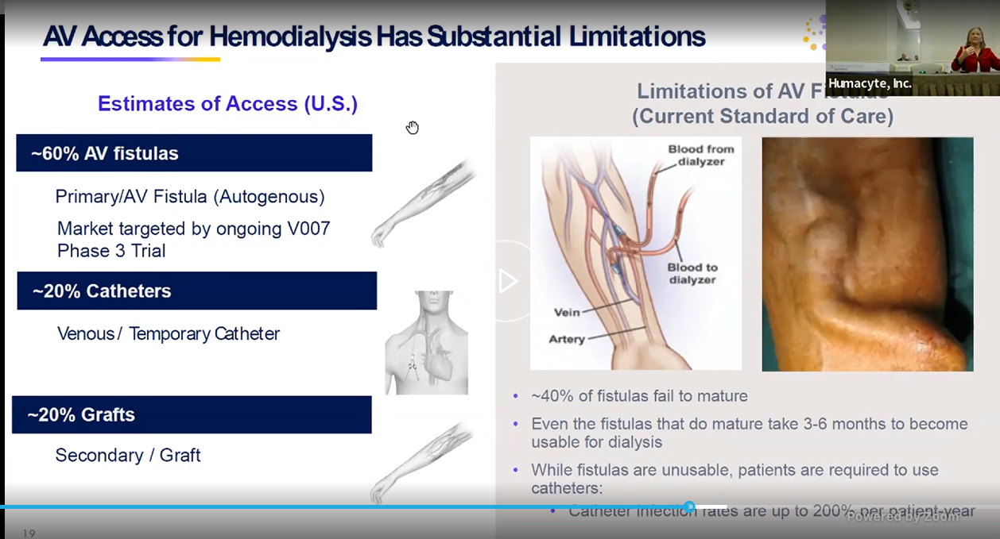 AV Access for Hemodialysis Has Substantial Limitations
Humacyte, Inc.
Estimates of Access (U.S.)
~60% AV fistulas
Primary/AV Fistula (Autogenous)
Market targeted by ongoing V007
Phase 3 Trial
~20% Catheters
Venous / Temporary Catheter
~20% Grafts
Secondary / Graft
Limitations of AV
(Current Standard of Care)
Blood from
dialyzer
Blood to
dialyzer
Vein
Artery
• ~40% of fistulas fail to mature
• Even the fistulas that do mature take 3-6 months to become
usable for dialysis
• While fistulas are unusable, patients are required to use
catheters:
• Catheter infection rates are up to 200% per patient-year
Powered by Zoom
19